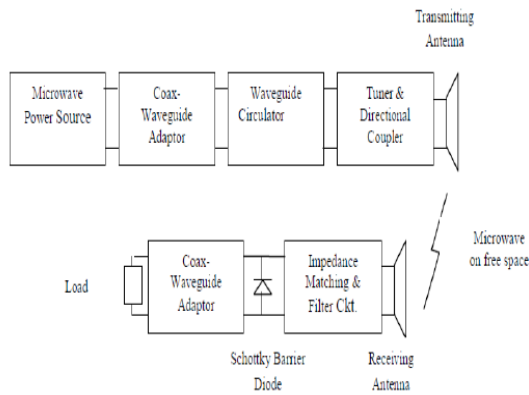 Transmitting
Antenna
Microwave
Power Source
Coax-
Waveguide
Adaptor
Waveguide
Circulator
Tuner &
Directional
Coupler
Microwave
on free space
Load
Coax-
Waveguide
Adaptor
Impedance
Matching &
Filter Ckt.
Schottky Barrier
Diode
Receiving
Antenna